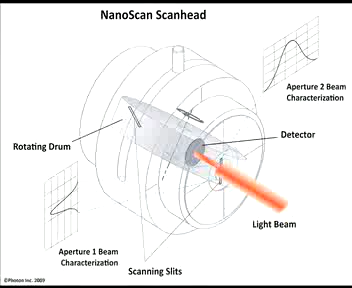 NanoScan Scanhead
Aperture 2 Beam
Characterization
Detector
Rotating Drum
Light Beam
Aperture 1 Beam
Characterization
Scanning Slits
©Photon Inc. 2009